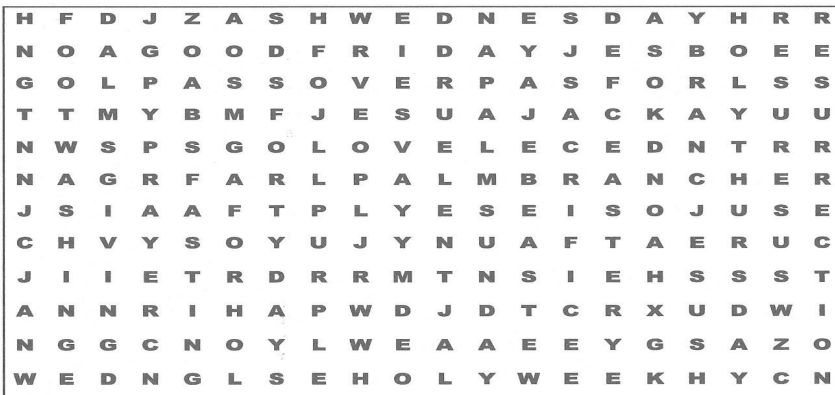 H F D J Z A S H W E D N E S D A Y H R R
N O A G O O D F R I D A Y J E S B O E E
G O L P A S S O V E R P A S F O R L S S
T T M Y B M F J E S U A J A C K A Y U U
N W S P S G O L O V E L E C E D N T R R
N A G R F A R L P A L M B R A N C H E R
J S I A A F T P L Y E S E I S O J U S E
C H V Y S O Y U J Y N U A F T A E R U C
J I I E T R D R R M T N S I E H S S S T
A N N R I H A P W D J D T C R X U D W I
N G G C N O Y L W E A A E E Y G S A Z O
W E D N G L S E H O L Y W E E K H Y C N